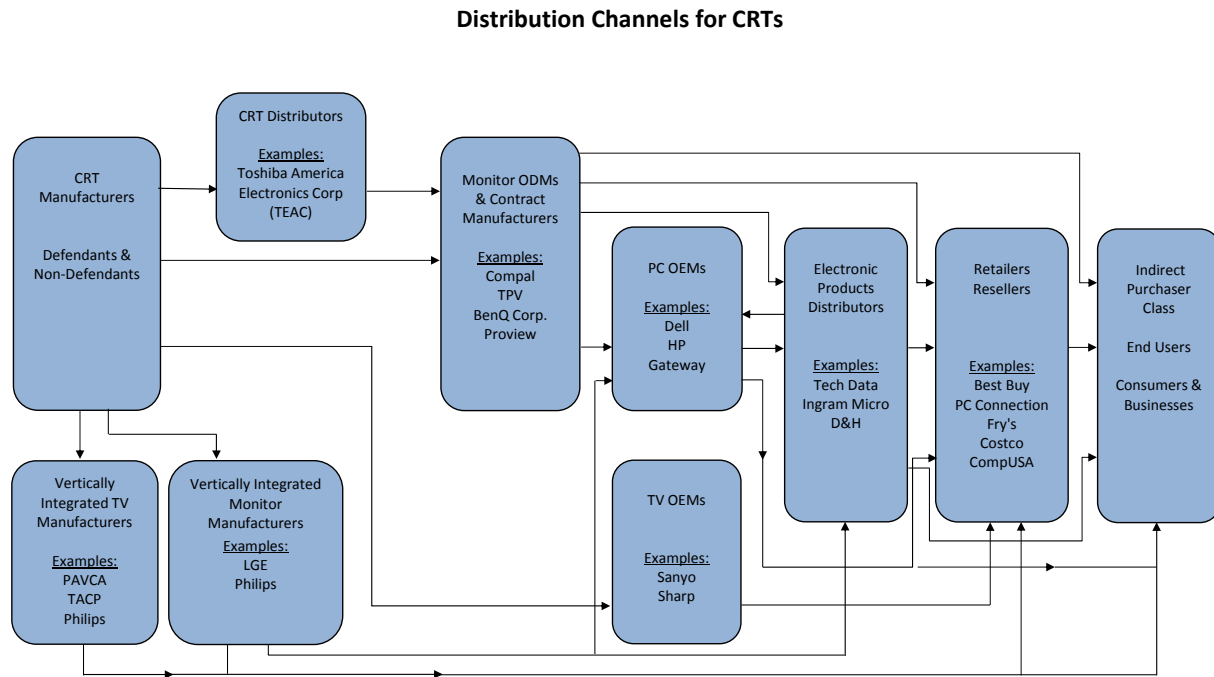 Distribution Channels for CRTs
CRT
Manufacturers
Defendants &
Non-Defendants
CRT Distributors
Examples:
Toshiba America
Electronics Corp
(TEAC)
Monitor ODMs
& Contract
Manufacturers
Examples:
Compal
TPV
BenQ Corp.
Proview
PC OEMs
Examples:
Dell
HP
Gateway
Electronic
Products
Distributors
Examples:
Tech Data
Ingram Micro
D&H
Retailers
Resellers
Examples:
Best Buy
PC Connection
Fry's
Costco
CompUSA
Indirect
Purchaser
Class
End Users
Consumers &
Businesses
Vertically
Integrated TV
Manufacturers
Examples:
PAVCA
TACP
Philips
Vertically Integrated
Monitor
Manufacturers
Examples:
LGE
Philips
TV OEMs
Examples:
Sanyo
Sharp